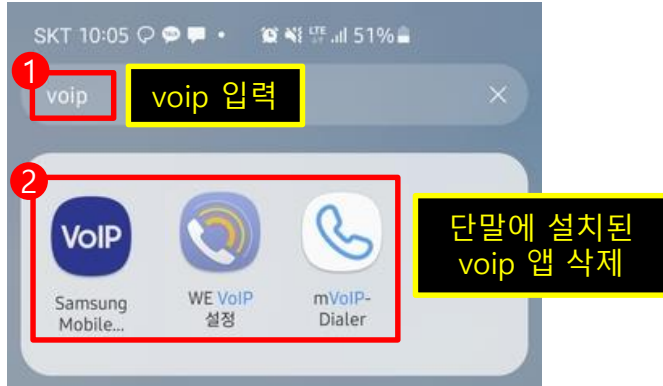 SKT 10:05 LTE 51%
1
voip
voip 입력
2
VoIP
Samsung
Mobile...
WE VoIP
설정
mVoIP-
Dialer
단말에 설치된
voip 앱 삭제